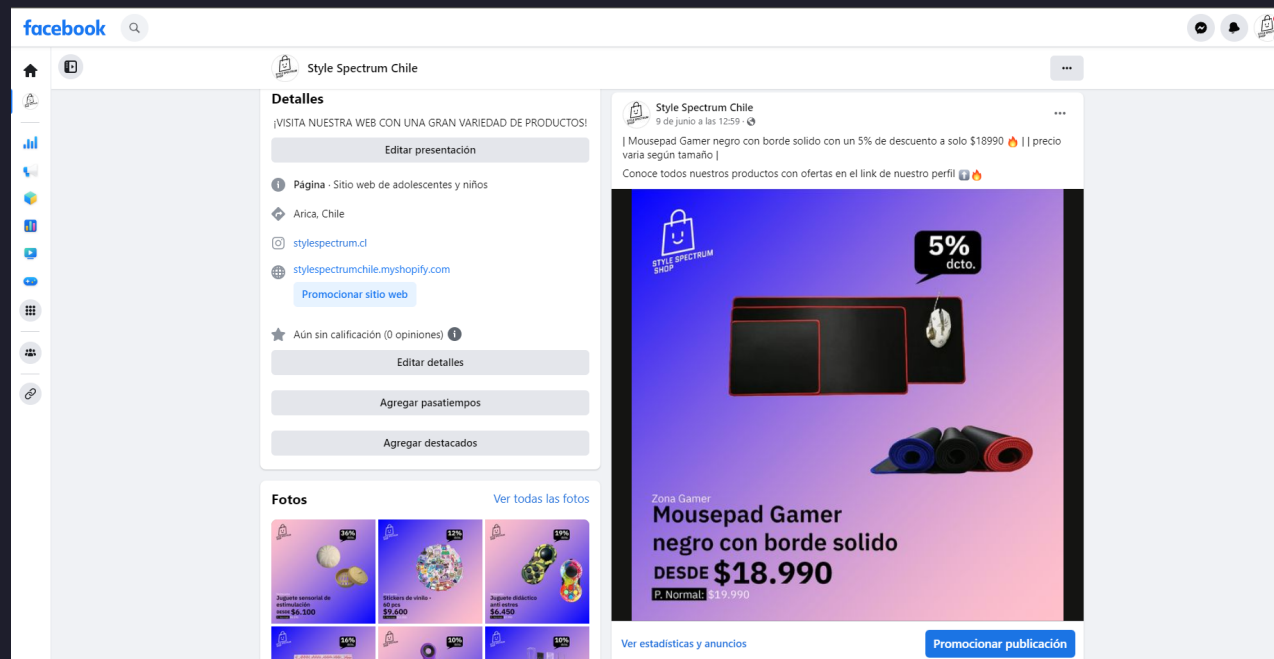 facebook
Style Spectrum Chile
Detalles
¡VISITA NUESTRA WEB CON UNA GRAN VARIEDAD DE PRODUCTOS!
Editar presentación
Página · Sitio web de adolescentes y niños
Arica, Chile
stylespectrum.cl
stylespectrumchile.myshopify.com
Promocionar sitio web
Aún sin calificación (0 opiniones)
Editar detalles
Agregar pasatiempos
Agregar destacados
Fotos
Ver todas las fotos
36%
Juguete sensorial de
estimulación
DESDE $6.100
12%
Stickers de vinila -
60 pcs
$9.600
19%
Juguete didáctico
anti estres
$6.450
16%
10%
10%
Style Spectrum Chile
9 de junio a las 12:59 ·
| Mousepad Gamer negro con borde solido con un 5% de descuento a solo $18990 🔥 | | precio
varia según tamaño |
Conoce todos nuestros productos con ofertas en el link de nuestro perfil ⬆️🔥
STYLE SPECTRUM
SHOP
5%
dcto.
Zona Gamer
Mousepad Gamer
negro con borde solido
DESDE $18.990
P. Normal: $19.990
Ver estadísticas y anuncios
Promocionar publicación